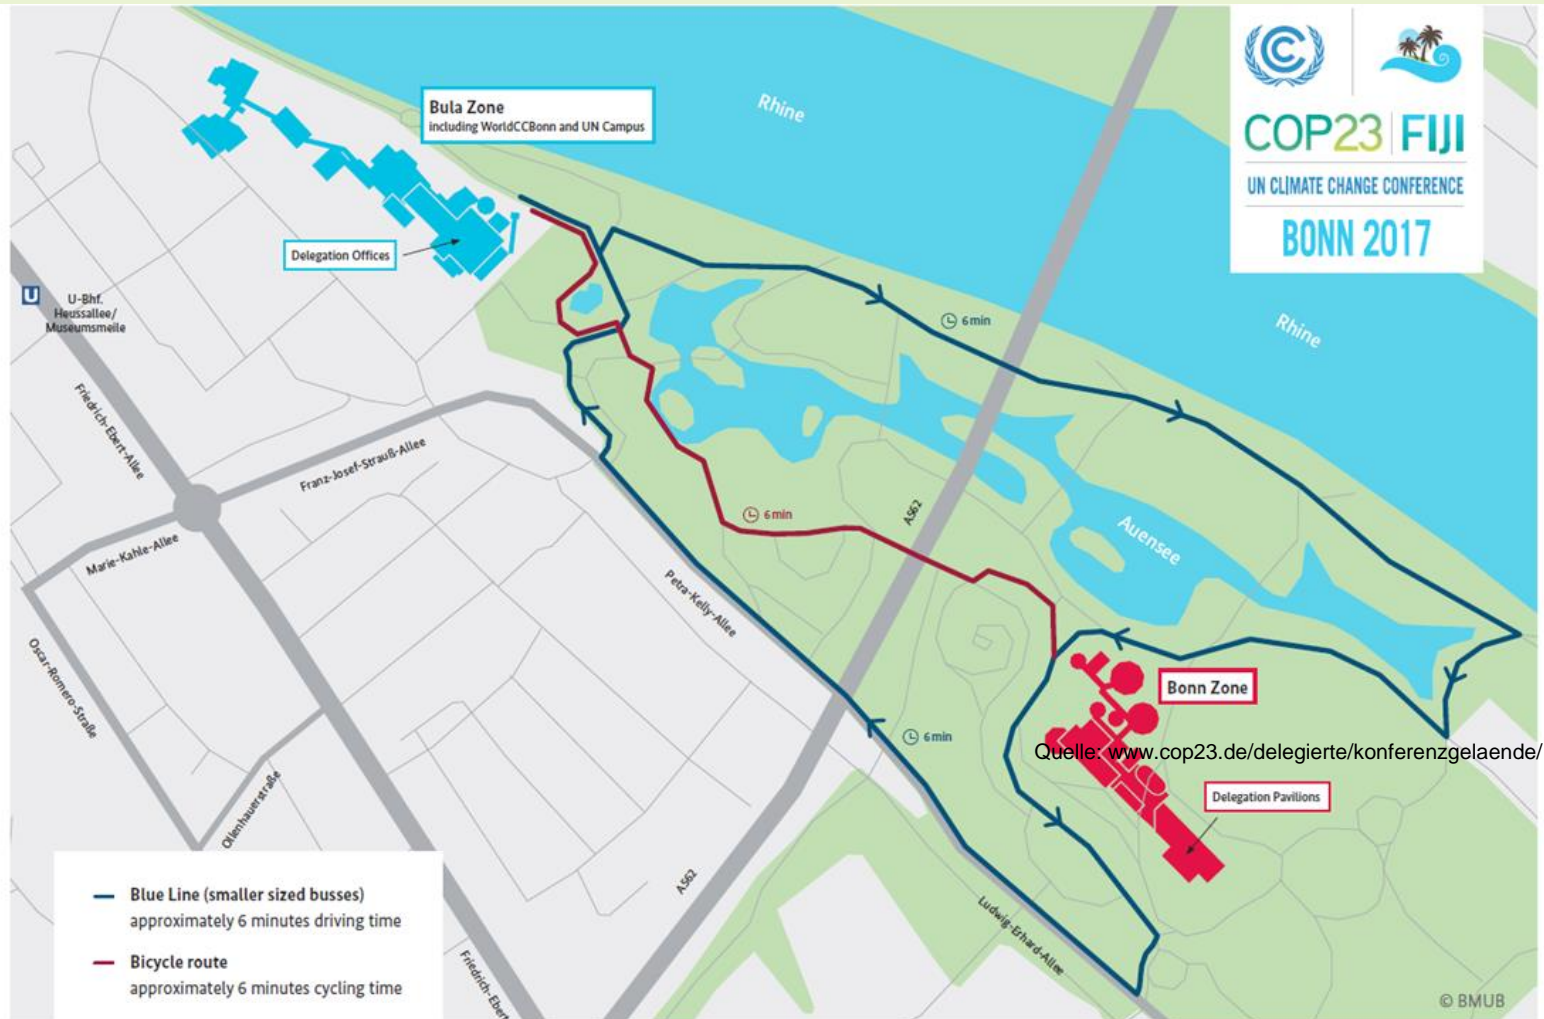 Bula Zone
including WorldCCBonn and UN Campus
Rhine
COP23 FIJI
UN CLIMATE CHANGE CONFERENCE
BONN 2017
Delegation Offices
U
U-Bhf.
Heussallee/
Museumsmeile
6 min
Rhine
Friedrich-Ebert-Allee
Franz-Josef-Strauß-Allee
6 min
A562
Auensee
Marie-Kahle-Allee
Petra-Kelly-Allee
Oscar-Romero-Straße
Bonn Zone
6 min
Quelle: www.cop23.de/delegierte/konferenzgelaende/
Delegation Pavilions
Ollenhauerstraße
A562
Ludwig-Erhard-Allee
Friedrich-Ebert
Blue Line (smaller sized busses)
approximately 6 minutes driving time
Bicycle route
approximately 6 minutes cycling time
© BMUB